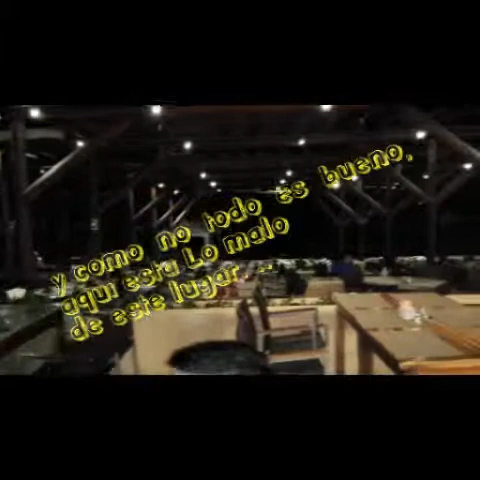 y como no todo es bueno,
aqui esta Lo malo
de este lugar....